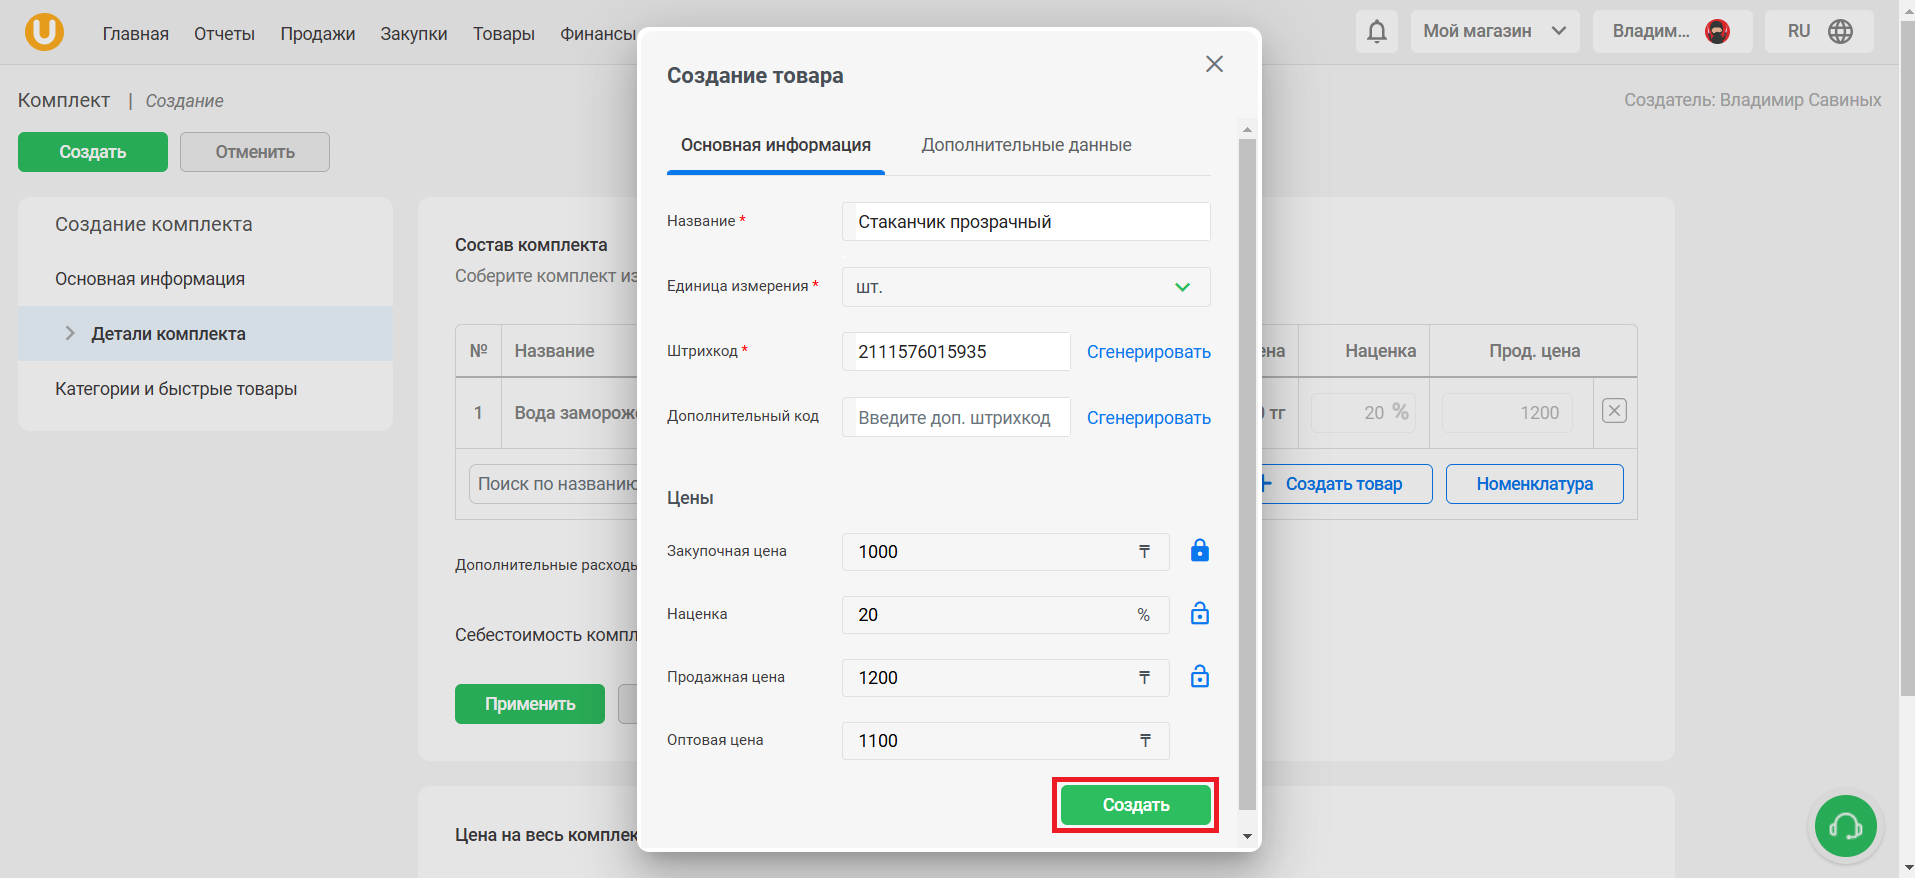 Главная Отчеты Продажи Закупки Товары Финансы
Мой магазин
Владим...
RU
Комплект | Создание
Создатель: Владимир Савиных
Создать
Отменить
Создание комплекта
Основная информация
Детали комплекта
Категории и быстрые товары
Состав комплекта
Соберите комплект из
№ Название
Наценка Прод. цена
1 Вода
тг 20 % 1200
Поиск по названию
Создать товар
Номенклатура
Дополнительные расходы
Себестоимость
Применить
Цена на весь
Создание товара
Основная информация
Дополнительные данные
Название * Стаканчик прозрачный
Единица измерения * шт.
Штрихкод * 2111576015935 Сгенерировать
Дополнительный код Введите доп. штрихкод Сгенерировать
Цены
Закупочная цена 1000 ₸
Наценка 20 %
Продажная цена 1200 ₸
Оптовая цена 1100 ₸
Создать